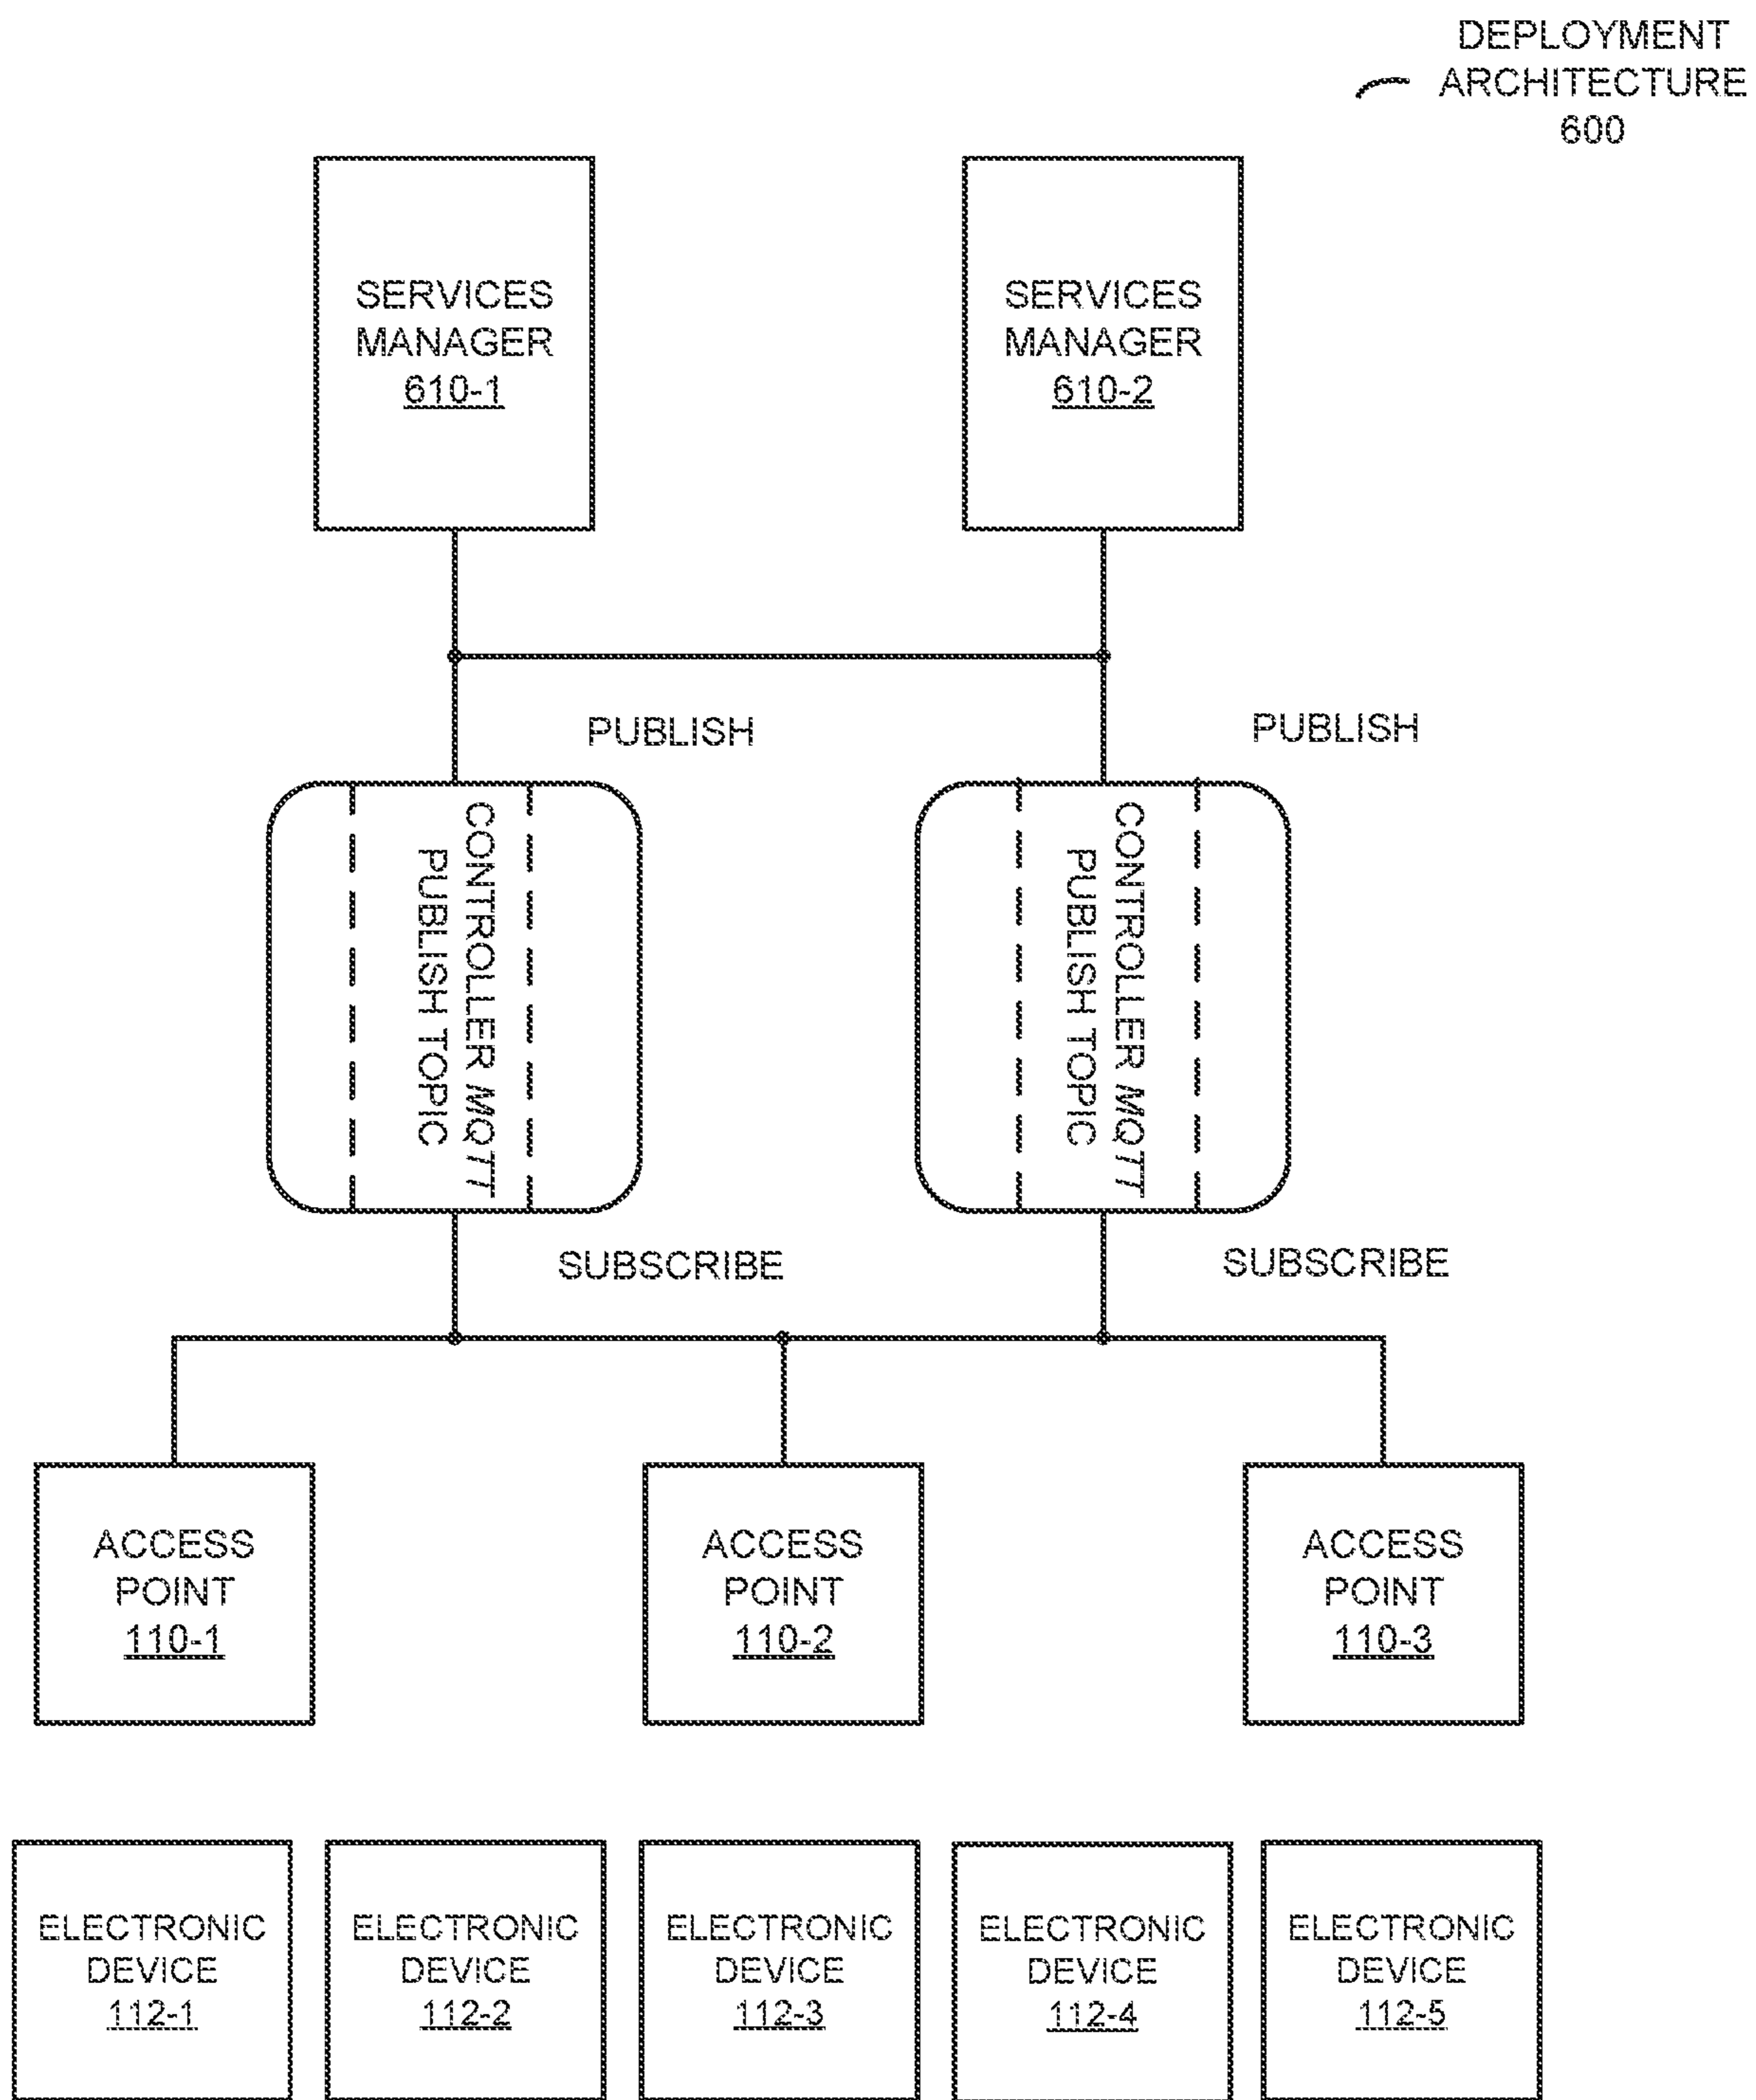 DEPLOYMENT
ARCHITECTURE
600
SERVICES
MANAGER
610-1
SERVICES
MANAGER
610-2
PUBLISH
PUBLISH
CONTROLLER MQTT
PUBLISH TOPIC
CONTROLLER MQTT
PUBLISH TOPIC
SUBSCRIBE
SUBSCRIBE
ACCESS
POINT
110-1
ACCESS
POINT
110-2
ACCESS
POINT
110-3
ELECTRONIC
DEVICE
112-1
ELECTRONIC
DEVICE
112-2
ELECTRONIC
DEVICE
112-3
ELECTRONIC
DEVICE
112-4
ELECTRONIC
DEVICE
112-5